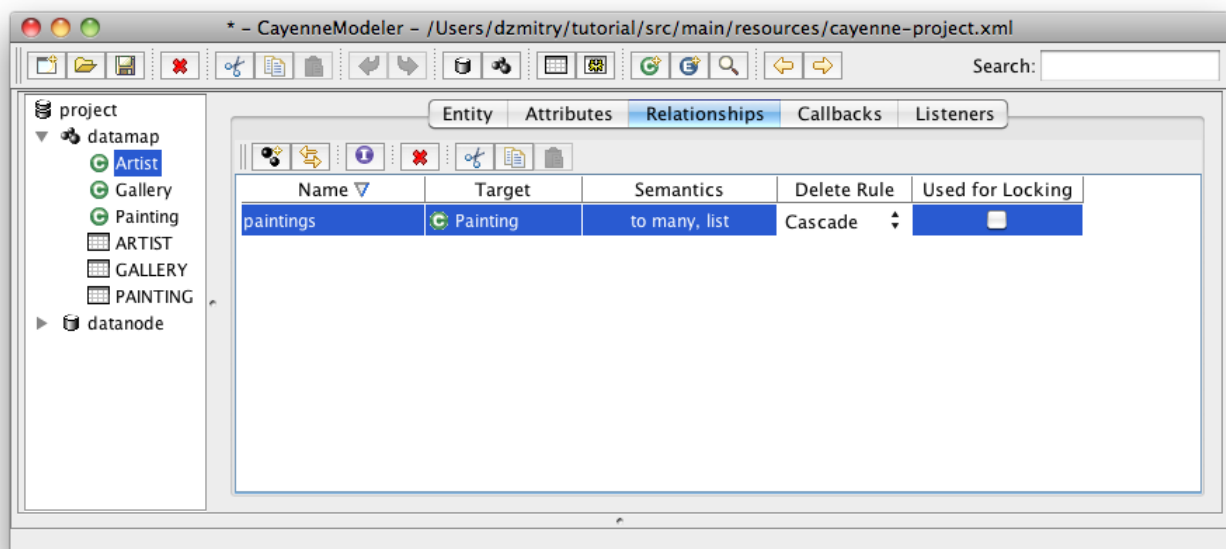 * – CayenneModeler – /Users/dzmitry/tutorial/src/main/resources/cayenne-project.xml
Search:
project
datamap
Artist
Gallery
Painting
ARTIST
GALLERY
PAINTING
datanode
Entity Attributes Relationships Callbacks Listeners
Name Target Semantics Delete Rule Used for Locking
paintings Painting to many, list Cascade